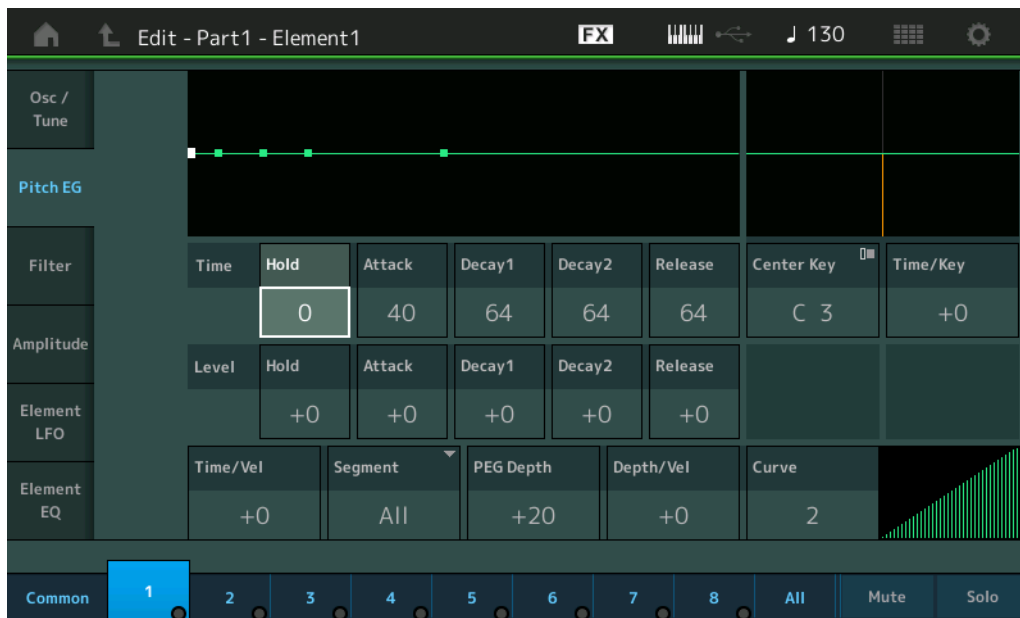 Edit - Part1 - Element1 FX ♩ 130
Osc /
Tune
Pitch EG
Filter
Amplitude
Element
LFO
Element
EQ
Time Hold Attack Decay1 Decay2 Release Center Key Time/Key
0 40 64 64 64 C 3 +0
Level Hold Attack Decay1 Decay2 Release
+0 +0 +0 +0 +0
Time/Vel Segment PEG Depth Depth/Vel Curve
+0 All +20 +0 2
Common 1 2 3 4 5 6 7 8 All Mute Solo